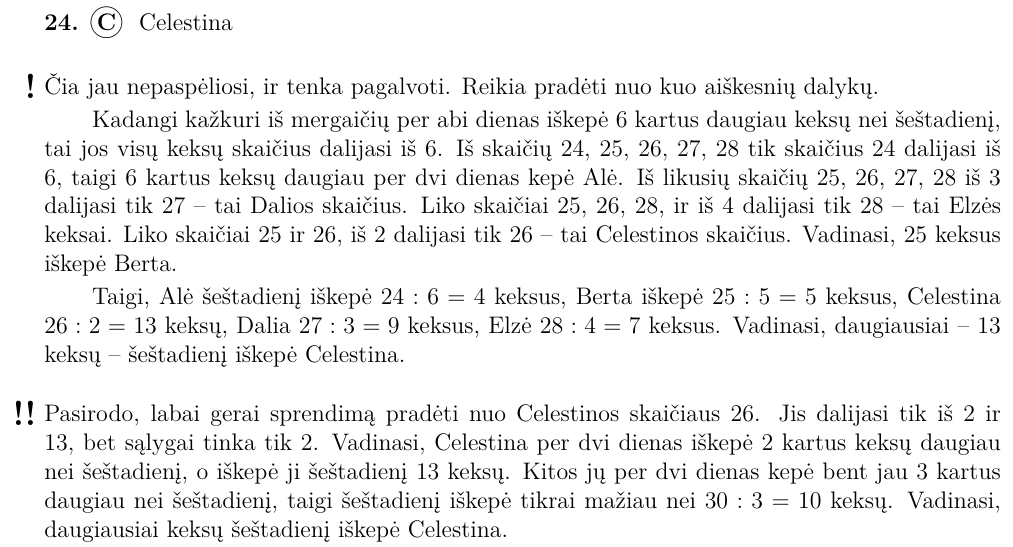 24. C Celestina
! Čia jau nepaspėliosi, ir tenka pagalvoti. Reikia pradėti nuo kuo aiškesnių dalykų.
Kadangi kažkuri iš mergaičių per abi dienas iškepė 6 kartus daugiau keksų nei šeštadienį,
tai jos visų keksų skaičius dalijasi iš 6. Iš skaičių 24, 25, 26, 27, 28 tik skaičius 24 dalijasi iš
6, taigi 6 kartus keksų daugiau per dvi dienas kepė Alė. Iš likusių skaičių 25, 26, 27, 28 iš 3
dalijasi tik 27 – tai Dalios skaičius. Liko skaičiai 25, 26, 28, ir iš 4 dalijasi tik 28 – tai Elzės
keksai. Liko skaičiai 25 ir 26, iš 2 dalijasi tik 26 – tai Celestinos skaičius. Vadinasi, 25 keksus
iškepė Berta.
Taigi, Alė šeštadienį iškepė 24 : 6 = 4 keksus, Berta iškepė 25 : 5 = 5 keksus, Celestina
26 : 2 = 13 keksų, Dalia 27 : 3 = 9 keksus, Elzė 28 : 4 = 7 keksus. Vadinasi, daugiausiai – 13
keksų – šeštadienį iškepė Celestina.
!! Pasirodo, labai gerai sprendimą pradėti nuo Celestinos skaičiaus 26. Jis dalijasi tik iš 2 ir
13, bet sąlygai tinka tik 2. Vadinasi, Celestina per dvi dienas iškepė 2 kartus keksų daugiau
nei šeštadienį, o iškepė ji šeštadienį 13 keksų. Kitos jų per dvi dienas kepė bent jau 3 kartus
daugiau nei šeštadienį, taigi šeštadienį iškepė tikrai mažiau nei 30 : 3 = 10 keksų. Vadinasi,
daugiausiai keksų šeštadienį iškepė Celestina.